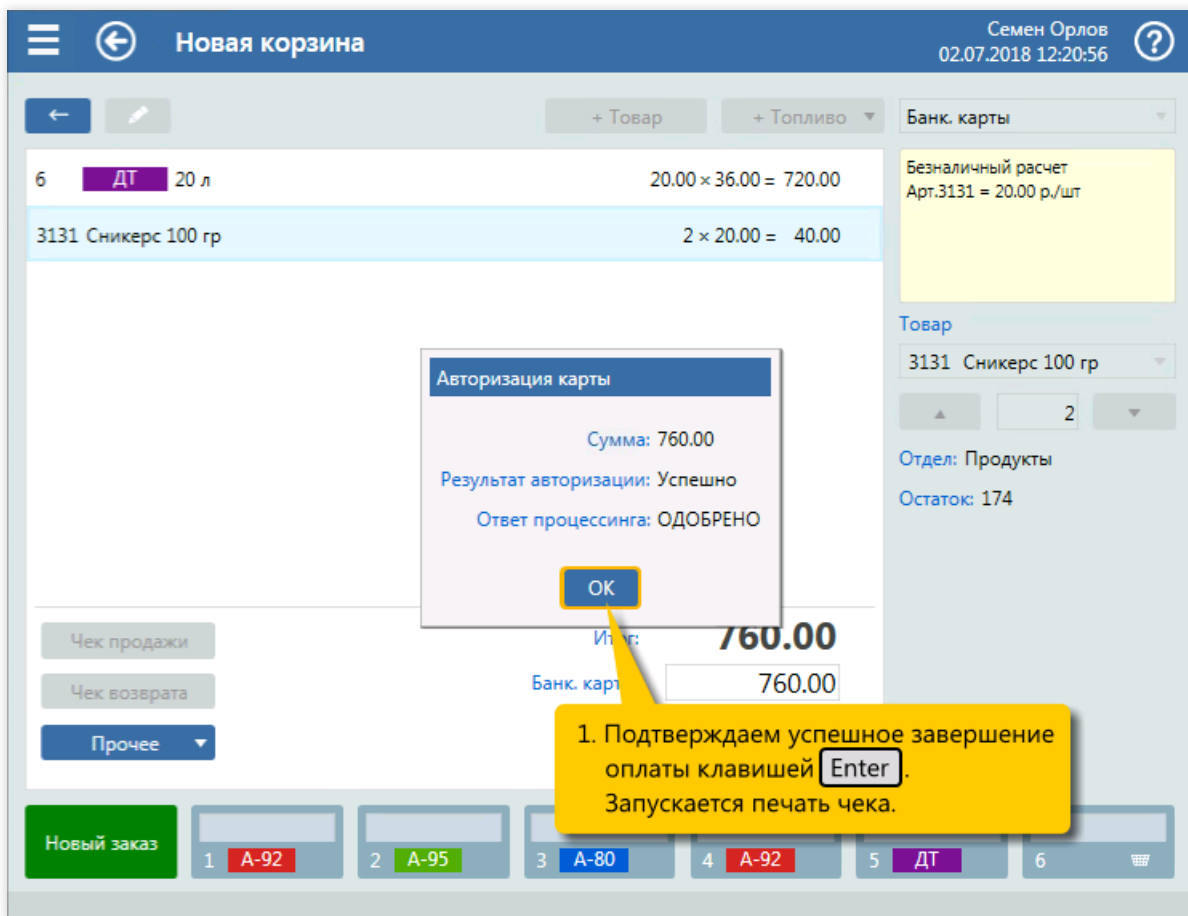 Новая корзина
Семен Орлов
02.07.2018 12:20:56
?
+ Товар
+ Топливо
Банк. карты
6 ДТ 20 л 20.00 × 36.00 = 720.00
3131 Сникерс 100 гр 2 × 20.00 = 40.00
Безналичный расчет
Арт.3131 = 20.00 р./шт
Товар
3131 Сникерс 100 гр
2
Отдел: Продукты
Остаток: 174
Авторизация карты
Сумма: 760.00
Результат авторизации: Успешно
Ответ процессинга: ОДОБРЕНО
ОК
Чек продажи
Чек возврата
Прочее
Итог: 760.00
Банк. карт 760.00
1. Подтверждаем успешное завершение
оплаты клавишей Enter.
Запускается печать чека.
Новый заказ
1 А-92
2 А-95
3 А-80
4 А-92
5 ДТ
6